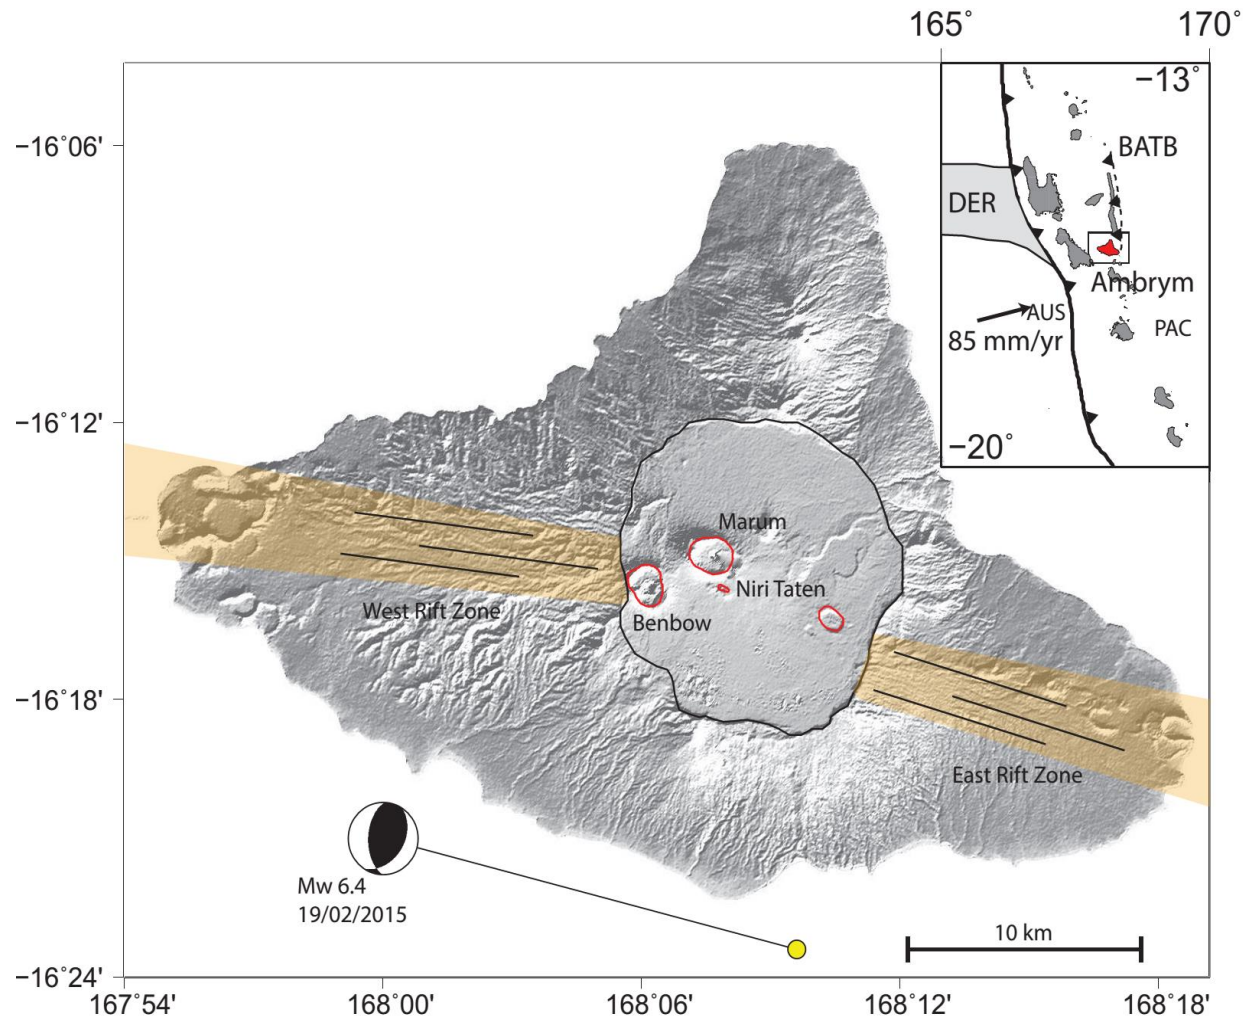 165°
170°
−13°
−16°06'
BATB
DER
Ambrym
AUS
PAC
85 mm/yr
−16°12'
−20°
Marum
Niri Taten
West Rift Zone
Benbow
−16°18'
East Rift Zone
Mw 6.4
19/02/2015
10 km
−16°24'
167°54'
168°00'
168°06'
168°12'
168°18'